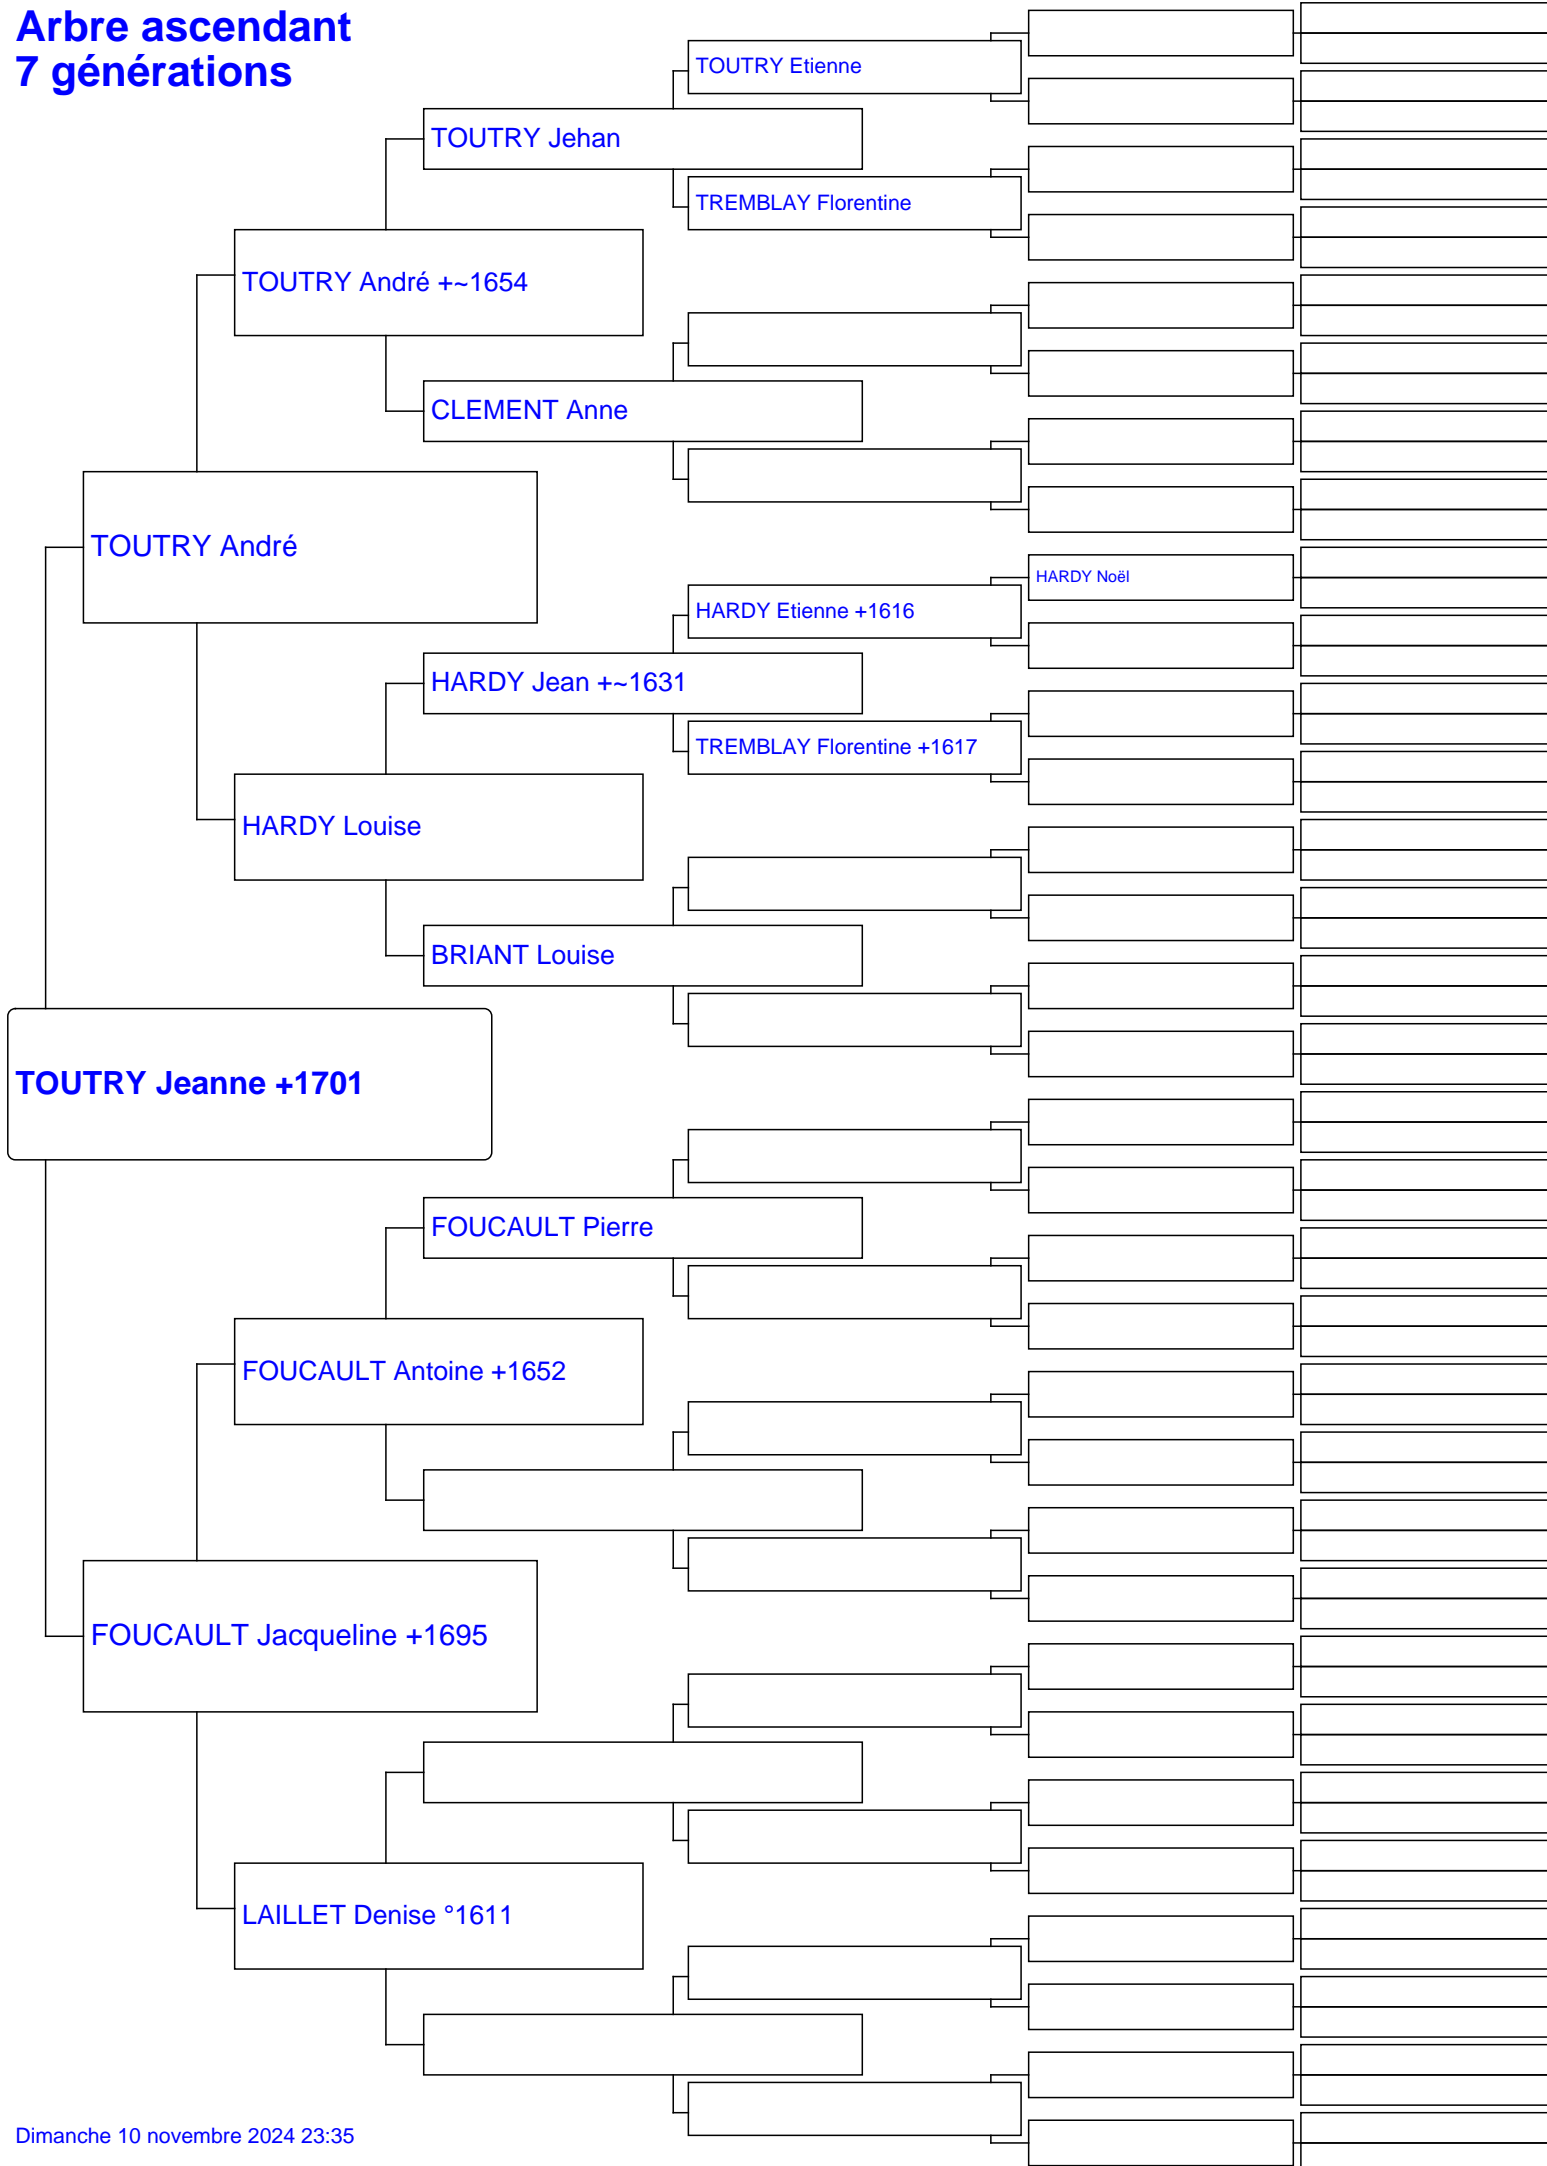 Arbre ascendant
7 générations
TOUTRY Etienne
TOUTRY Jehan
TREMBLAY Florentine
TOUTRY André +~1654
CLEMENT Anne
TOUTRY André
HARDY Noël
HARDY Etienne +1616
HARDY Jean +~1631
TREMBLAY Florentine +1617
HARDY Louise
BRIANT Louise
TOUTRY Jeanne +1701
FOUCAULT Pierre
FOUCAULT Antoine +1652
FOUCAULT Jacqueline +1695
LAILLET Denise °1611
Dimanche 10 novembre 2024 23:35